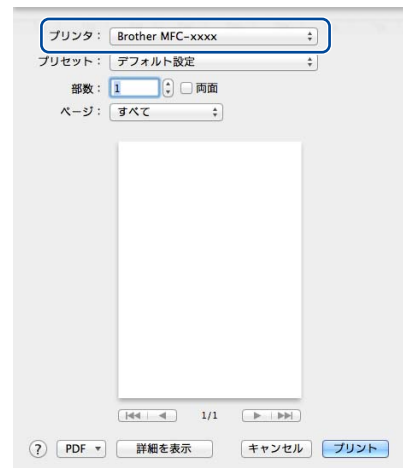 プリンタ： Brother MFC-xxxx
プリセット： デフォルト設定
部数： 1 両面
ページ： すべて
1/1
? PDF 詳細を表示 キャンセル プリント